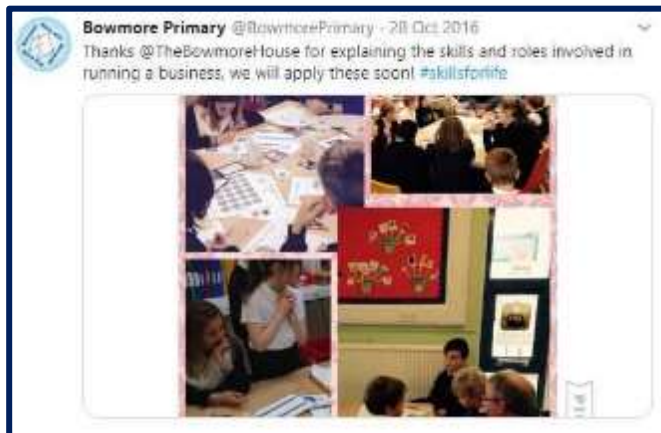 Bowmore Primary @BowmorePrimary · 28 Oct 2016
Thanks @TheBowmoreHouse for explaining the skills and roles involved in
running a business, we will apply these soon! #skillsforlife